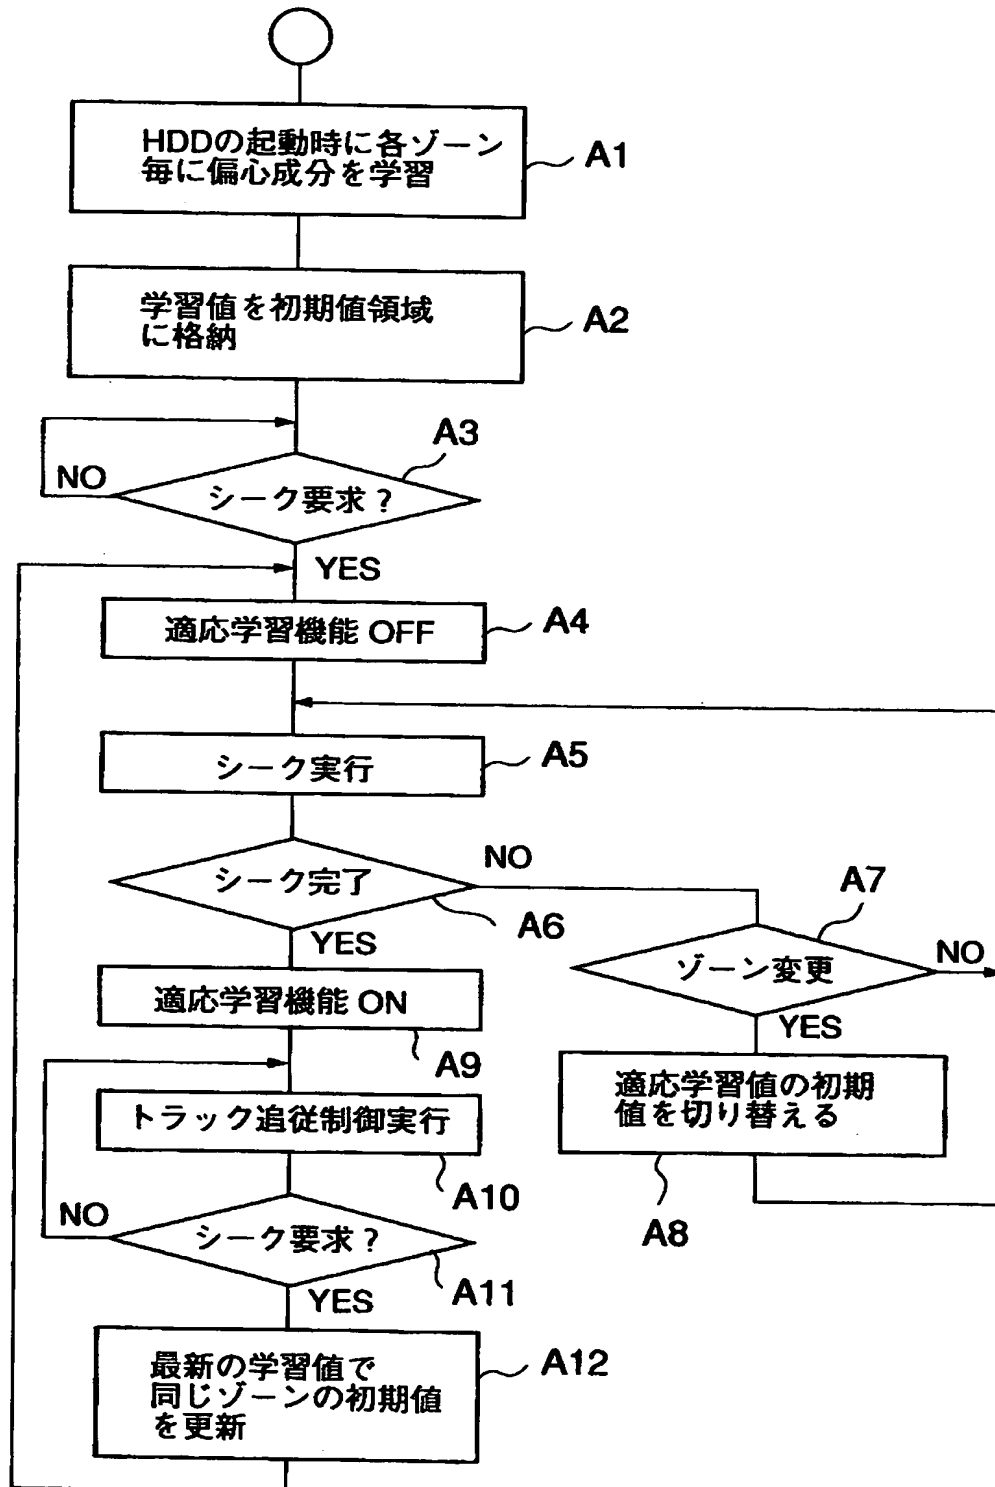 HDDの起動時に各ゾーン
毎に偏心成分を学習
A1
学習値を初期値領域
に格納
A2
A3
NO
シーク要求?
YES
適応学習機能 OFF
A4
シーク実行
A5
シーク完了
NO
A6
YES
A7
ゾーン変更
NO
YES
適応学習機能 ON
A9
適応学習値の初期
値を切り替える
A8
トラック追従制御実行
A10
NO
シーク要求?
A11
YES
最新の学習値で
同じゾーンの初期値
を更新
A12